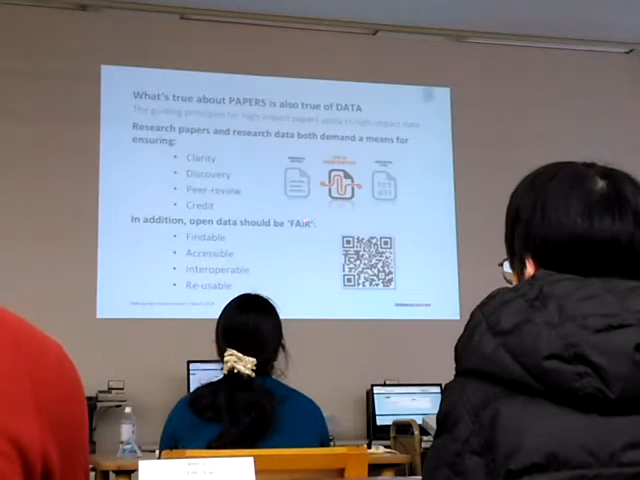 What's true about PAPERS is also true of DATA
The guiding principles for high impact papers apply to high impact data
Research papers and research data both demand a means for
ensuring:
• Clarity
• Discovery
• Peer-review
• Credit
In addition, open data should be 'FAIR':
• Findable
• Accessible
• Interoperable
• Re-usable